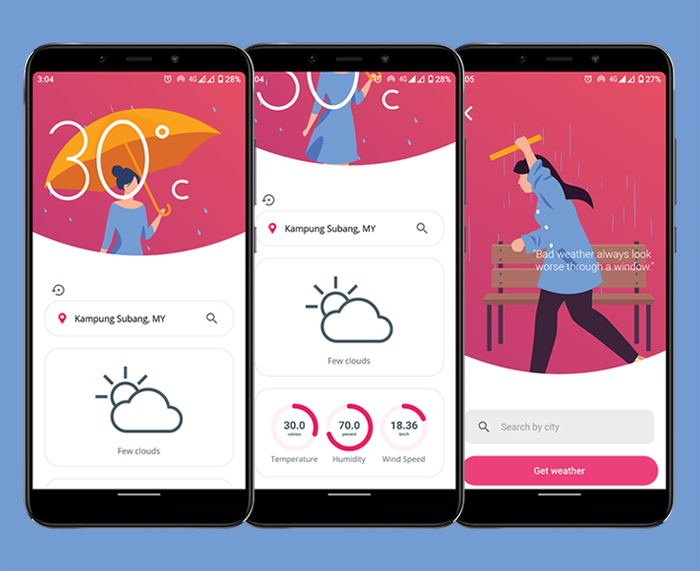 3:04
4G
28%
30°
C
Kampung Subang, MY
Few clouds
04
4G
28%
30
C
Kampung Subang, MY
Few clouds
30.0
celcius
70.0
percent
18.36
km/h
Temperature
Humidity
Wind Speed
05
4G
27%
"Bad weather always look
worse through a window."
Search by city
Get weather